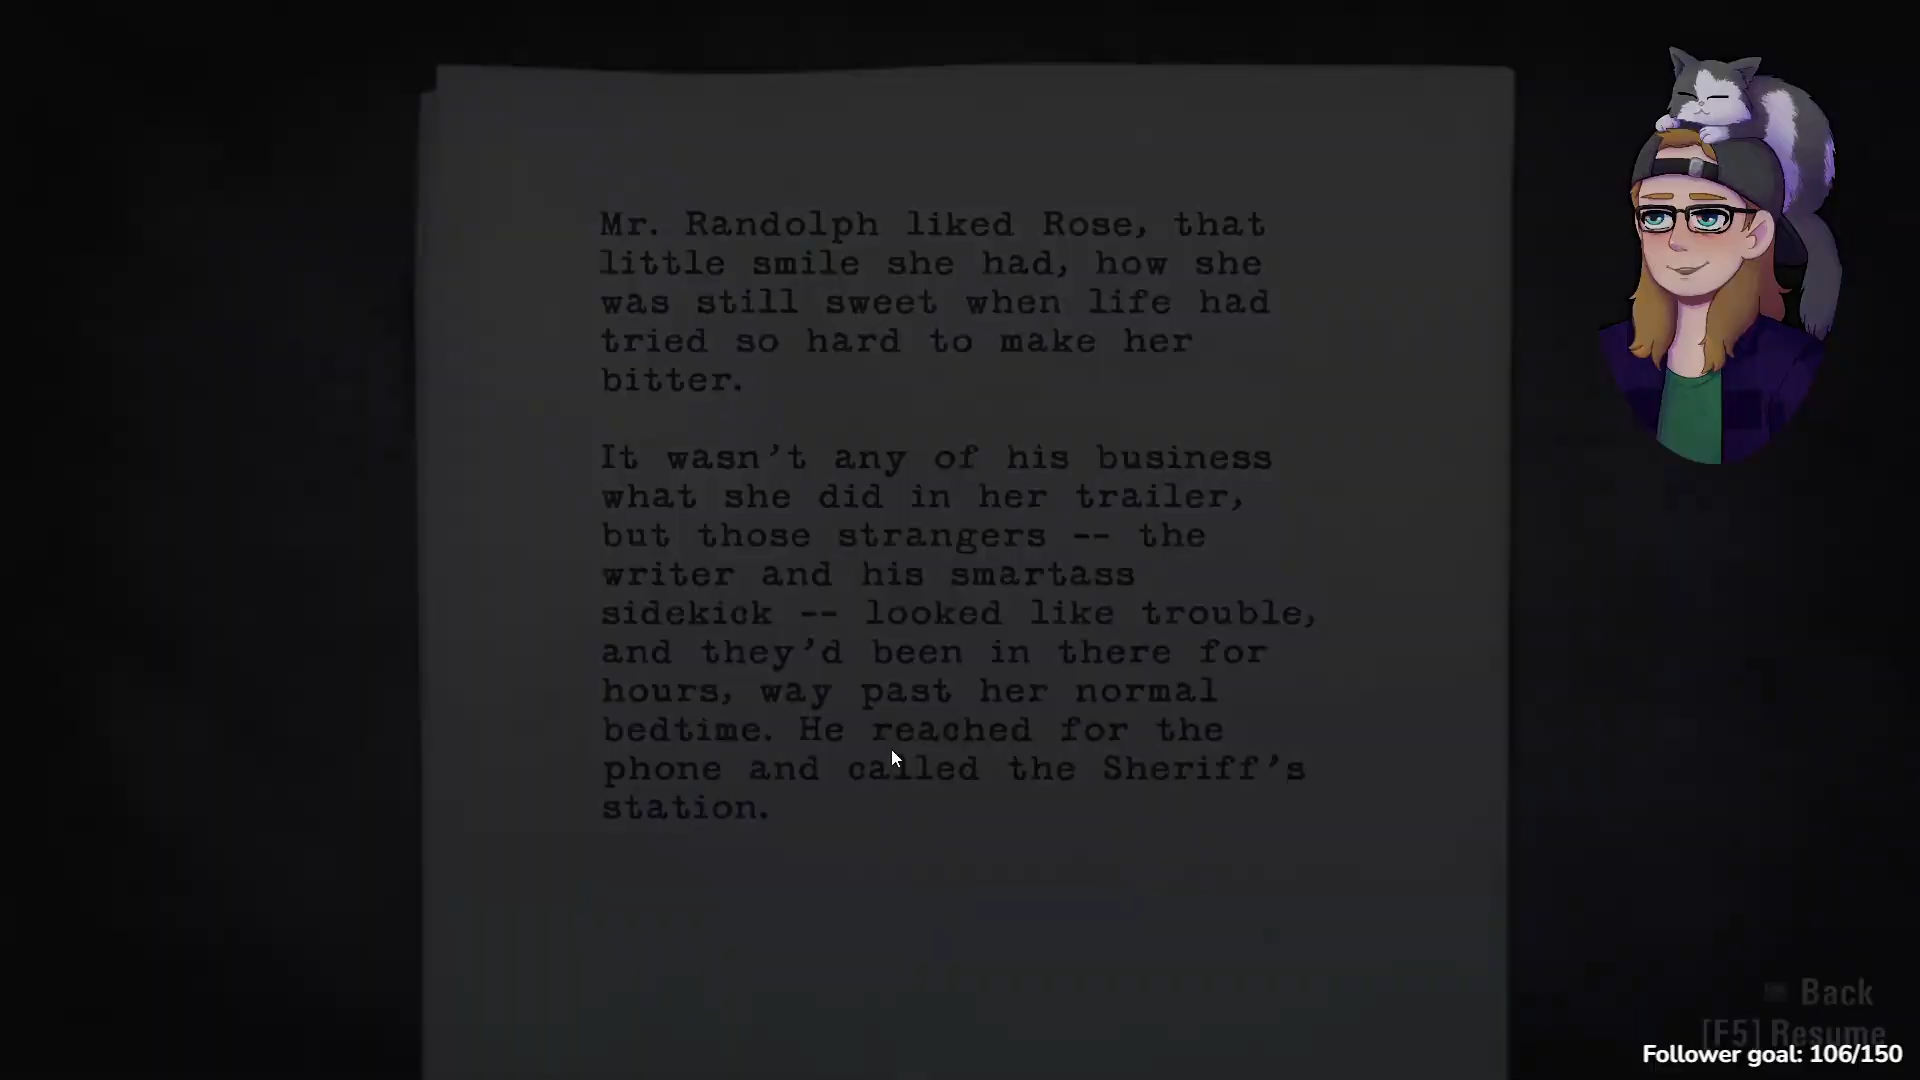 Mr. Randolph liked Rose, that
little smile she had, how she
was still sweet when life had
tried so hard to make her
bitter.
It wasn't any of his business
what she did in her trailer,
but those strangers -- the
writer and his smartass
sidekick -- looked like trouble,
and they'd been in there for
hours, way past her normal
bedtime. He reached for the
phone and called the Sheriff's
station.
Back
[F5] Resume
Follower goal: 106/150